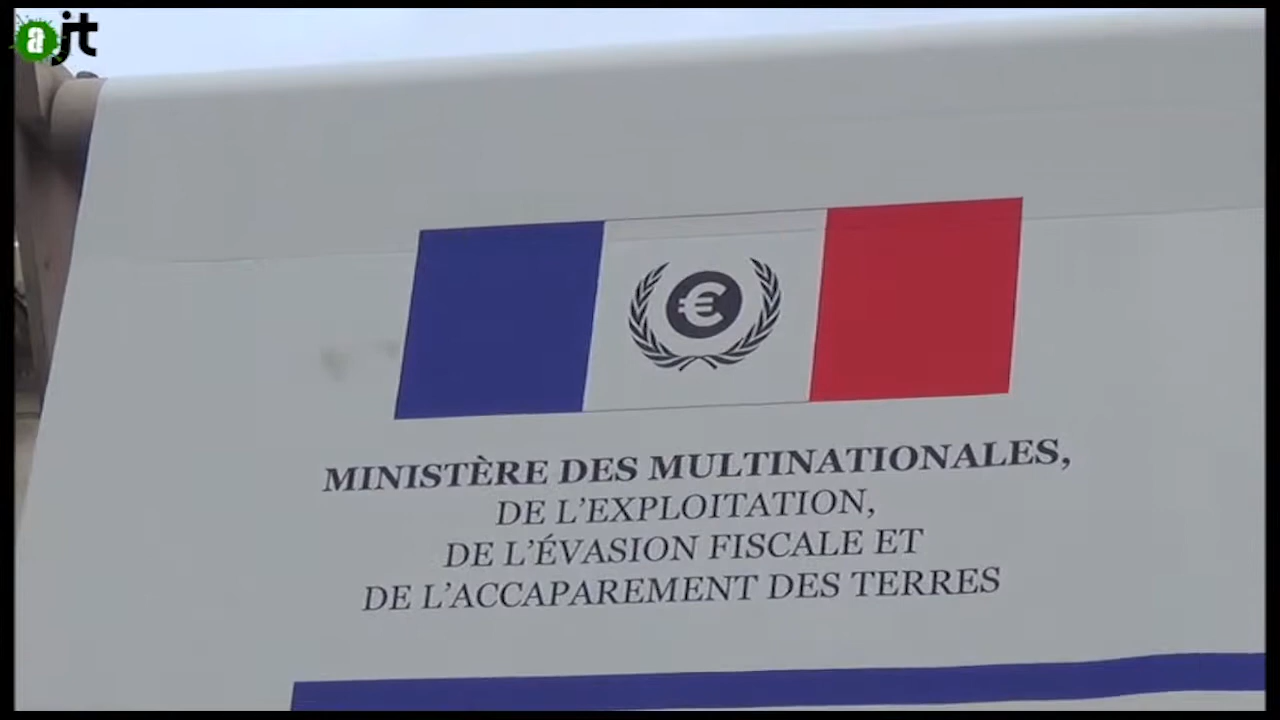 ajt
€
MINISTÈRE DES MULTINATIONALES,
DE L’EXPLOITATION,
DE L’ÉVASION FISCALE ET
DE L’ACCAPAREMENT DES TERRES